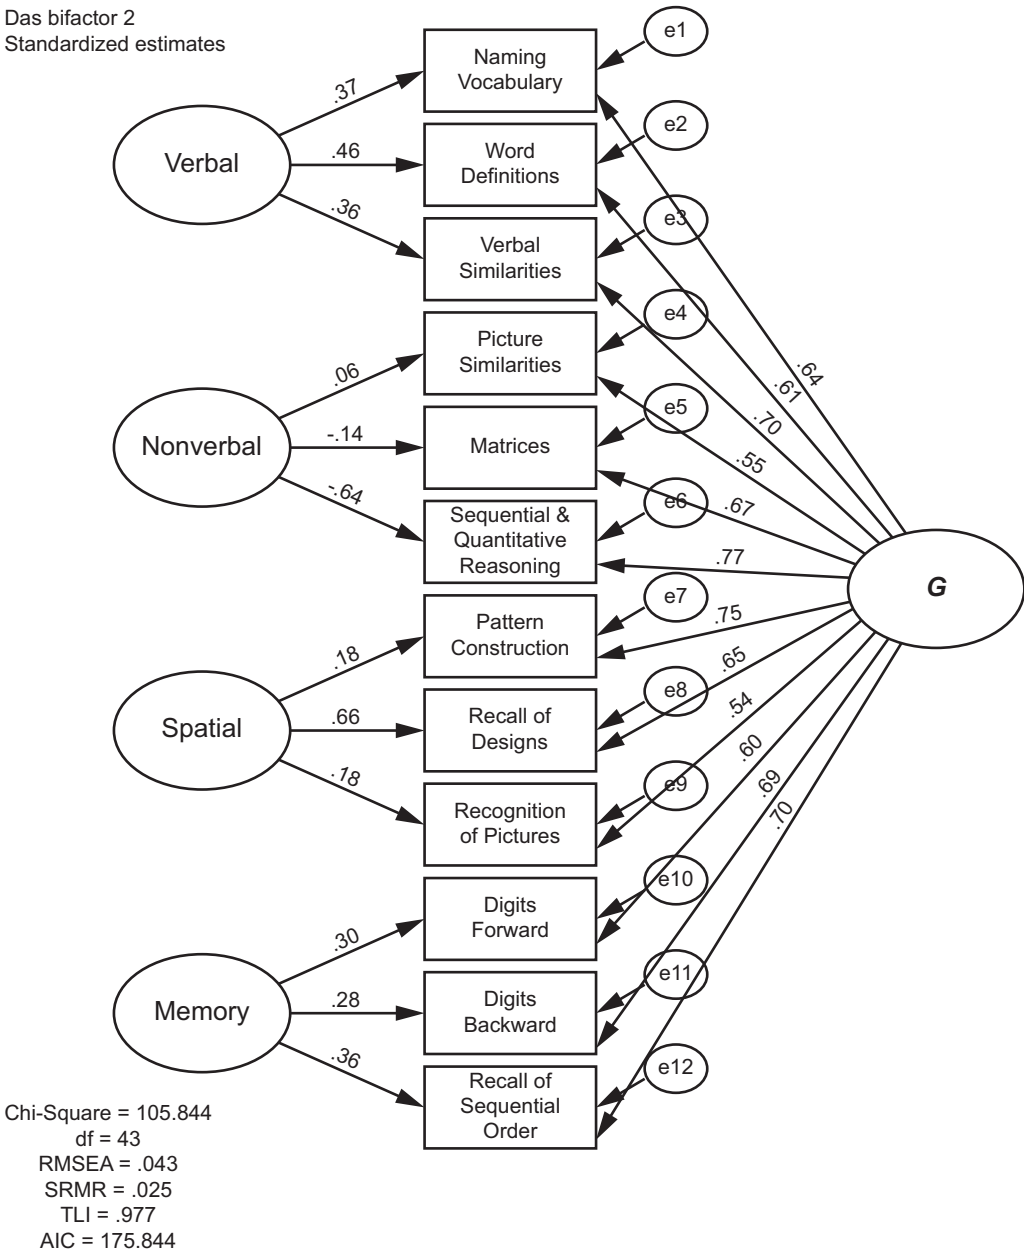 Das bifactor 2
Standardized estimates
Verbal
.37
.46
.36
Naming
Vocabulary
e1
Word
Definitions
e2
Verbal
Similarities
e3
Nonverbal
.06
-.14
-.64
Picture
Similarities
e4
Matrices
e5
Sequential &
Quantitative
Reasoning
e6
Spatial
.18
.66
.18
Pattern
Construction
e7
Recall of
Designs
e8
Recognition
of Pictures
e9
Memory
.30
.28
.36
Digits
Forward
e10
Digits
Backward
e11
Recall of
Sequential
Order
e12
.64
.61
.70
.55
.67
.77
.75
.65
.54
.60
.69
.70
G
Chi-Square = 105.844
df = 43
RMSEA = .043
SRMR = .025
TLI = .977
AIC = 175.844